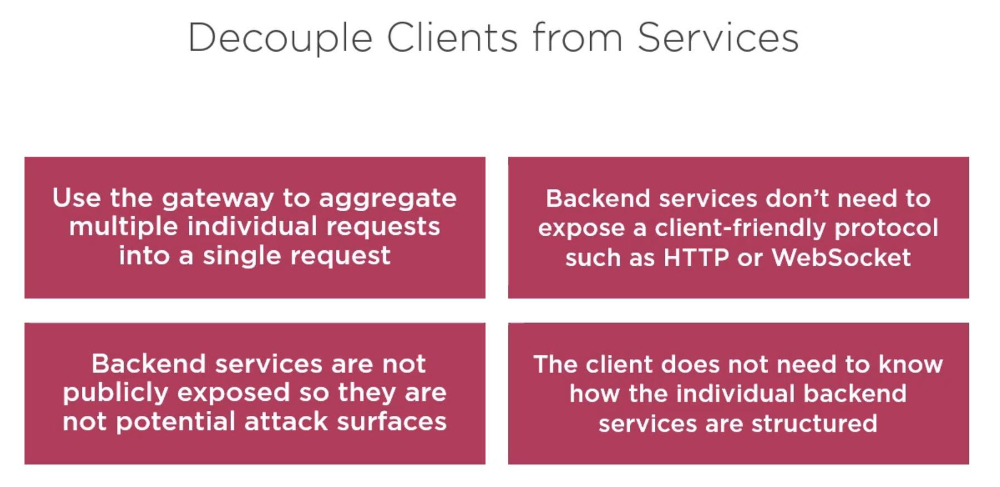 Decouple Clients from Services
Use the gateway to aggregate
multiple individual requests
into a single request
Backend services don’t need to
expose a client-friendly protocol
such as HTTP or WebSocket
Backend services are not
publicly exposed so they are
not potential attack surfaces
The client does not need to know
how the individual backend
services are structured